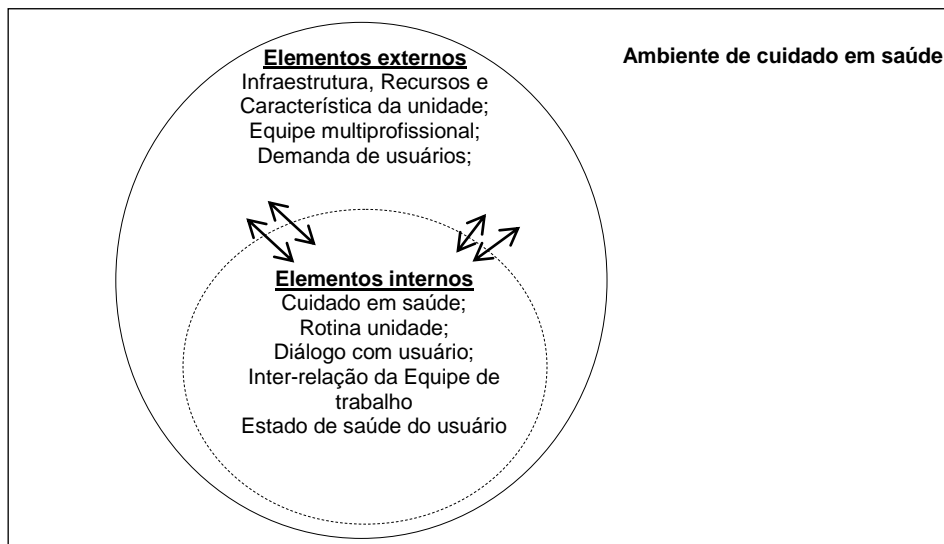 Ambiente de cuidado em saúde
Elementos externos
Infraestrutura, Recursos e
Característica da unidade;
Equipe multiprofissional;
Demanda de usuários;
Elementos internos
Cuidado em saúde;
Rotina unidade;
Diálogo com usuário;
Inter-relação da Equipe de
trabalho
Estado de saúde do usuário